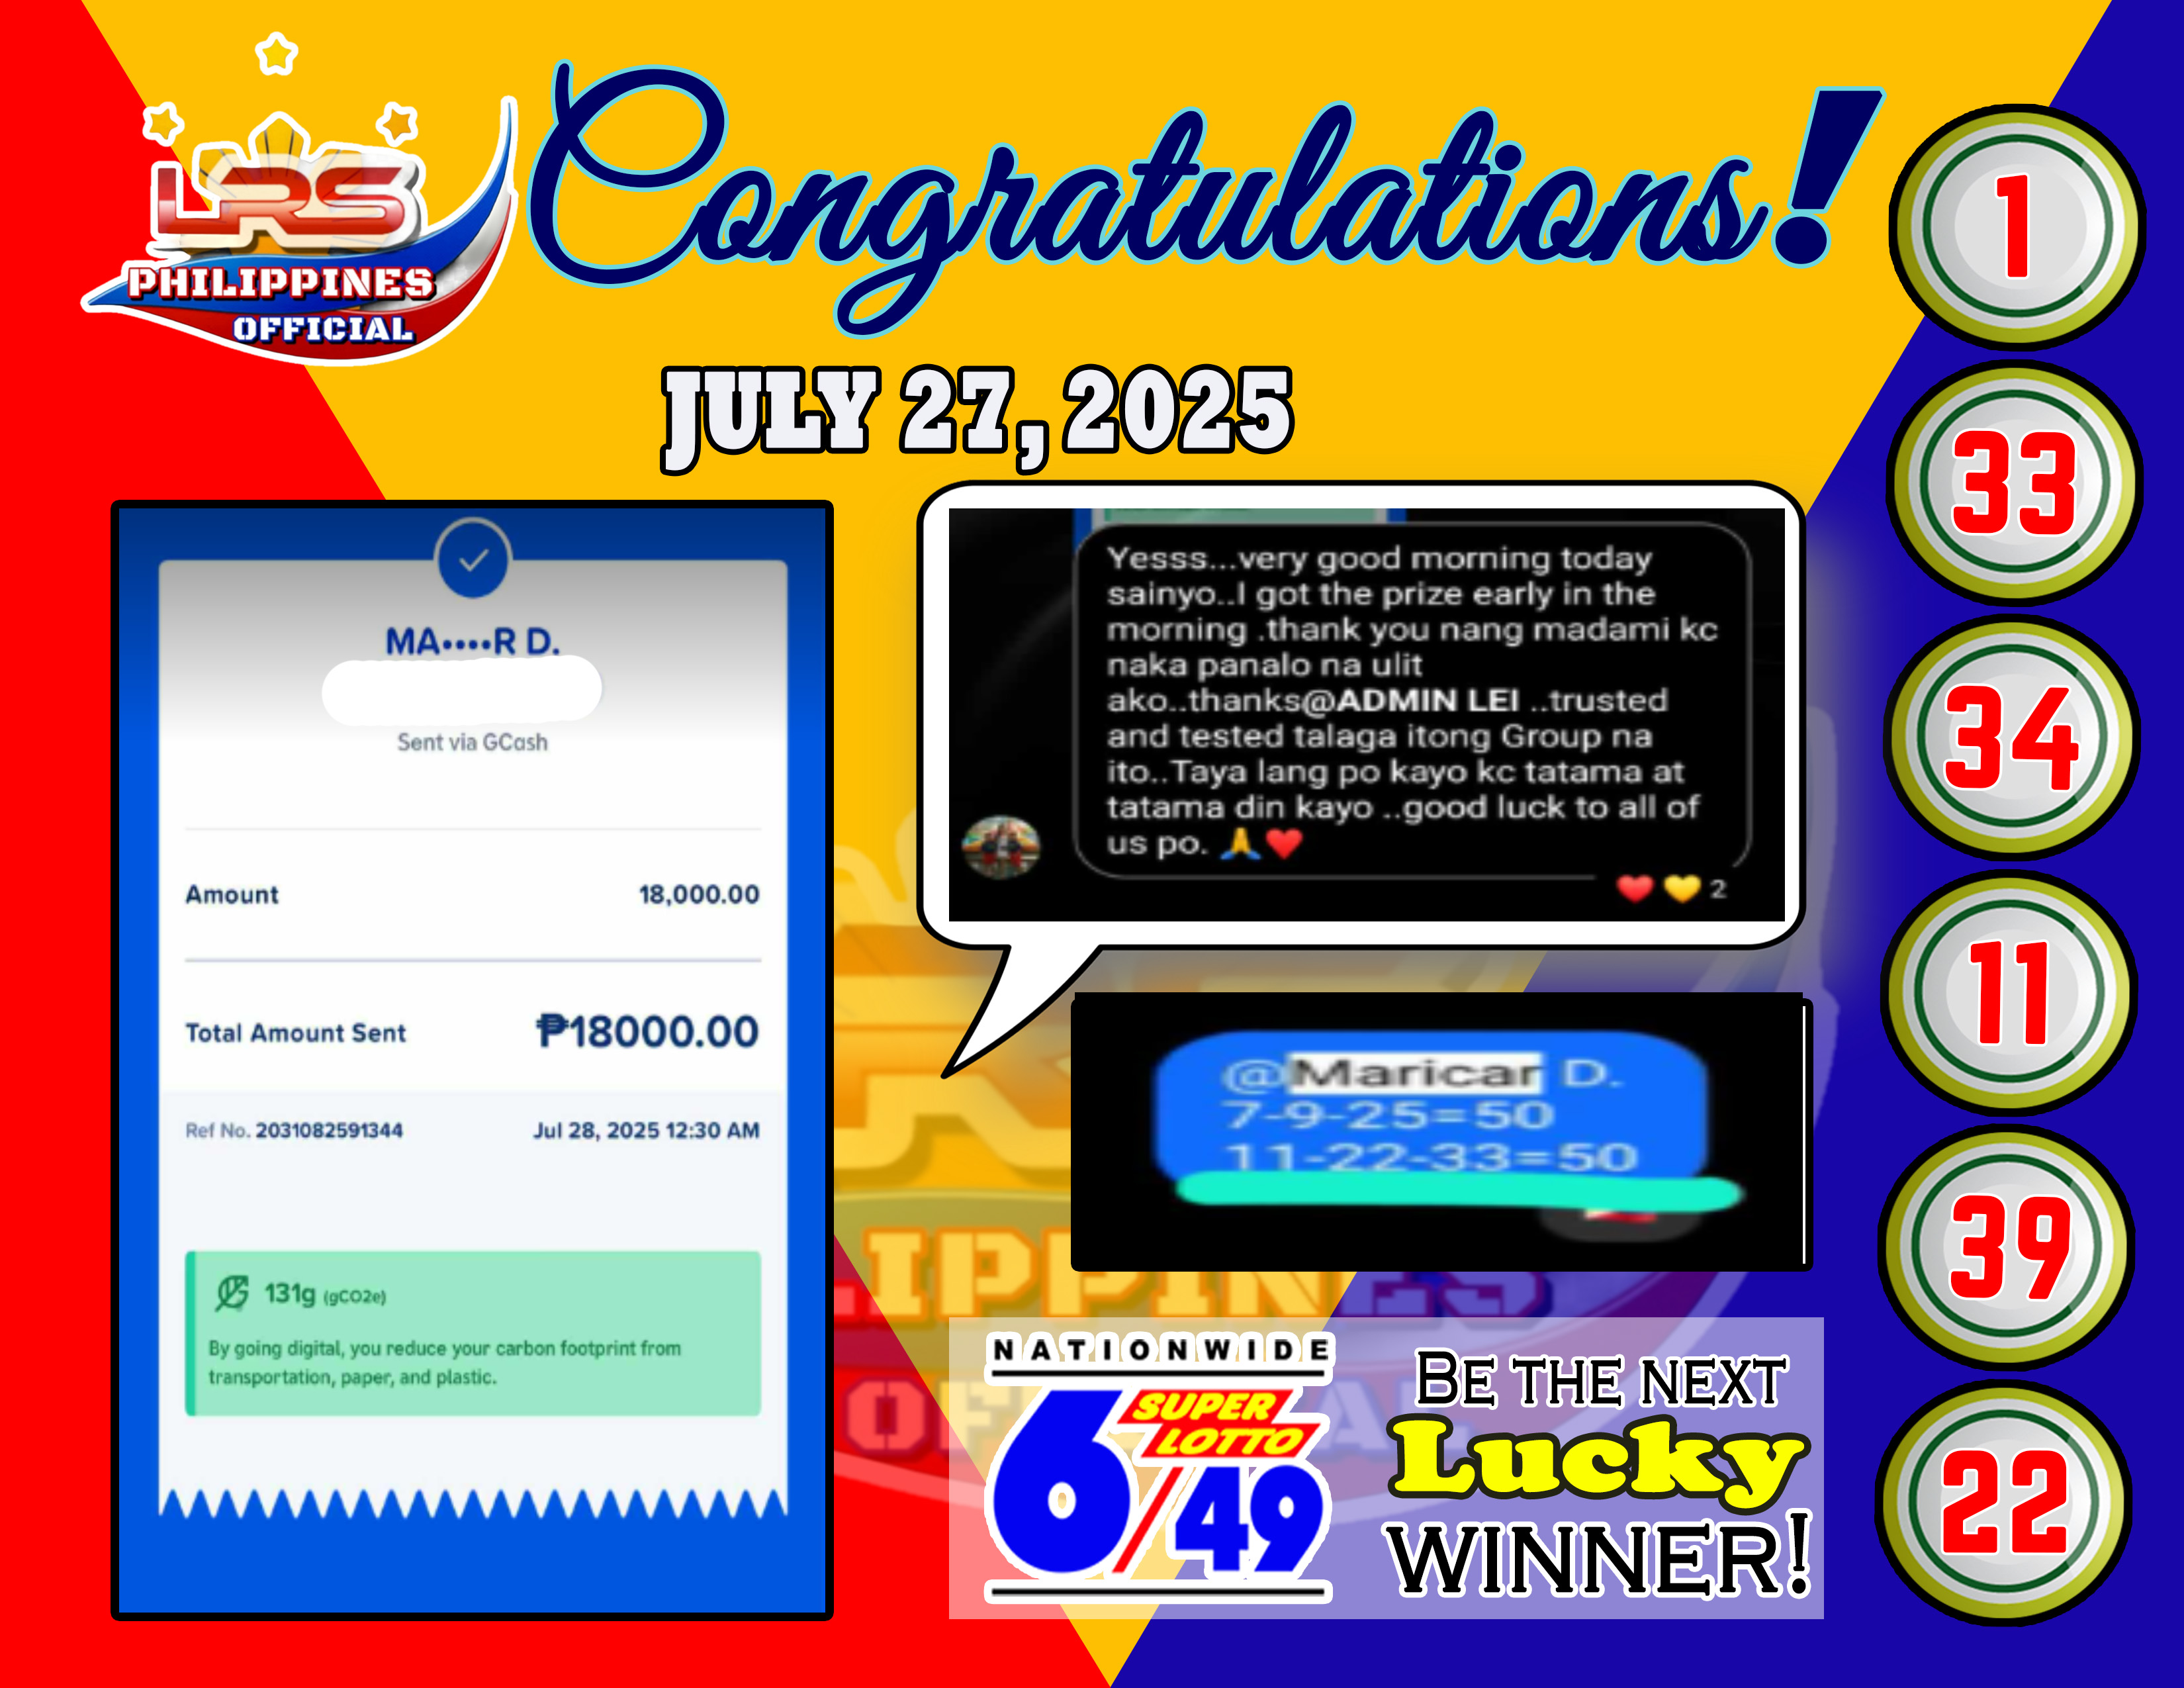 LRS
PHILIPPINES
OFFICIAL
Congratulations!
JULY 27, 2025
MA••••R D.
Sent via GCash
Amount 18,000.00
Total Amount Sent ₱18000.00
Ref No. 2031082591344 Jul 28, 2025 12:30 AM
131g (gCO2e)
By going digital, you reduce your carbon footprint from
transportation, paper, and plastic.
Yesss...very good morning today
sainyo..I got the prize early in the
morning .thank you nang madami kc
naka panalo na ulit
ako..thanks@ADMIN LEI ..trusted
and tested talaga itong Group na
ito..Taya lang po kayo kc tatama at
tatama din kayo ..good luck to all of
us po. 🙏❤️
❤️ 💛 2
@Maricar D.
7-9-25=50
11-22-33=50
NATIONWIDE
SUPER
LOTTO
6/49
BE THE NEXT
Lucky
WINNER!
1
33
34
11
39
22